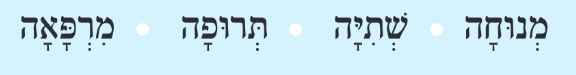 מְנוּחָה • שְׁתִיָּה • תְּרוּפָה • מִרְפָּאָה